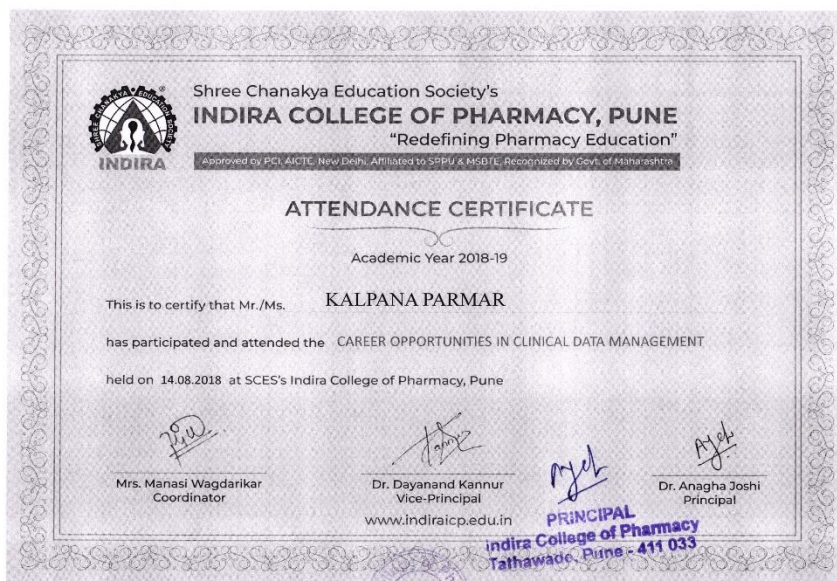 SHREE CHANAKYA EDUCATION SOCIETY
®
INDIRA
Shree Chanakya Education Society's
INDIRA COLLEGE OF PHARMACY, PUNE
"Redefining Pharmacy Education"
Approved by PCI, AICTE, New Delhi, Affiliated to SPPU & MSBTE, Recognized by Govt. of Maharashtra
ATTENDANCE CERTIFICATE
Academic Year 2018-19
This is to certify that Mr./Ms. KALPANA PARMAR
has participated and attended the CAREER OPPORTUNITIES IN CLINICAL DATA MANAGEMENT
held on 14.08.2018 at SCES's Indira College of Pharmacy, Pune
Mrs. Manasi Wagdarikar
Coordinator
Dr. Dayanand Kannur
Vice-Principal
www.indiraicp.edu.in
Dr. Anagha Joshi
Principal
PRINCIPAL
Indira College of Pharmacy
Tathawade, Pune - 411 033